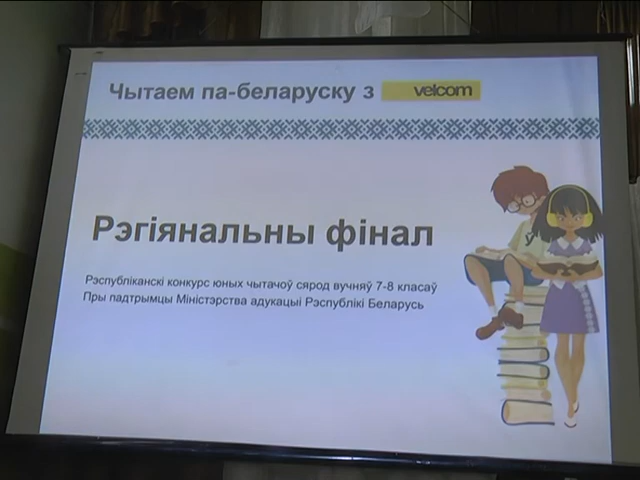 Чытаем па-беларуску з velcom
Рэгіянальны фінал
Рэспубліканскі конкурс юных чытачоў сярод вучняў 7-8 класаў
Пры падтрымцы Міністэрства адукацыі Рэспублікі Беларусь